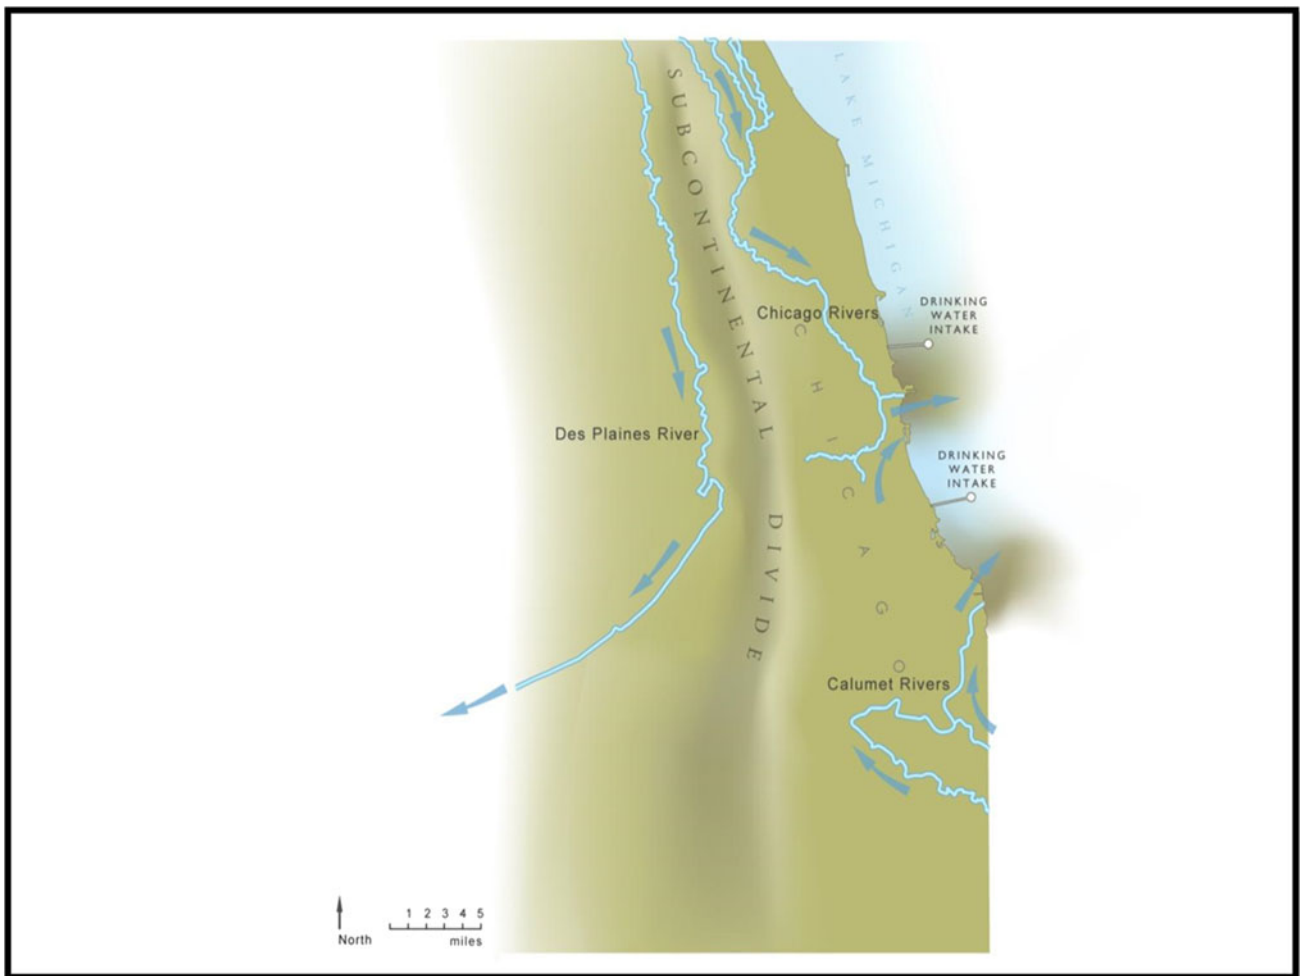 SUBCONTINENTAL DIVIDE
LAKE MICHIGAN
Chicago Rivers
DRINKING
WATER
INTAKE
CHICAGO
Des Plaines River
DRINKING
WATER
INTAKE
Calumet Rivers
1 2 3 4 5
North
miles